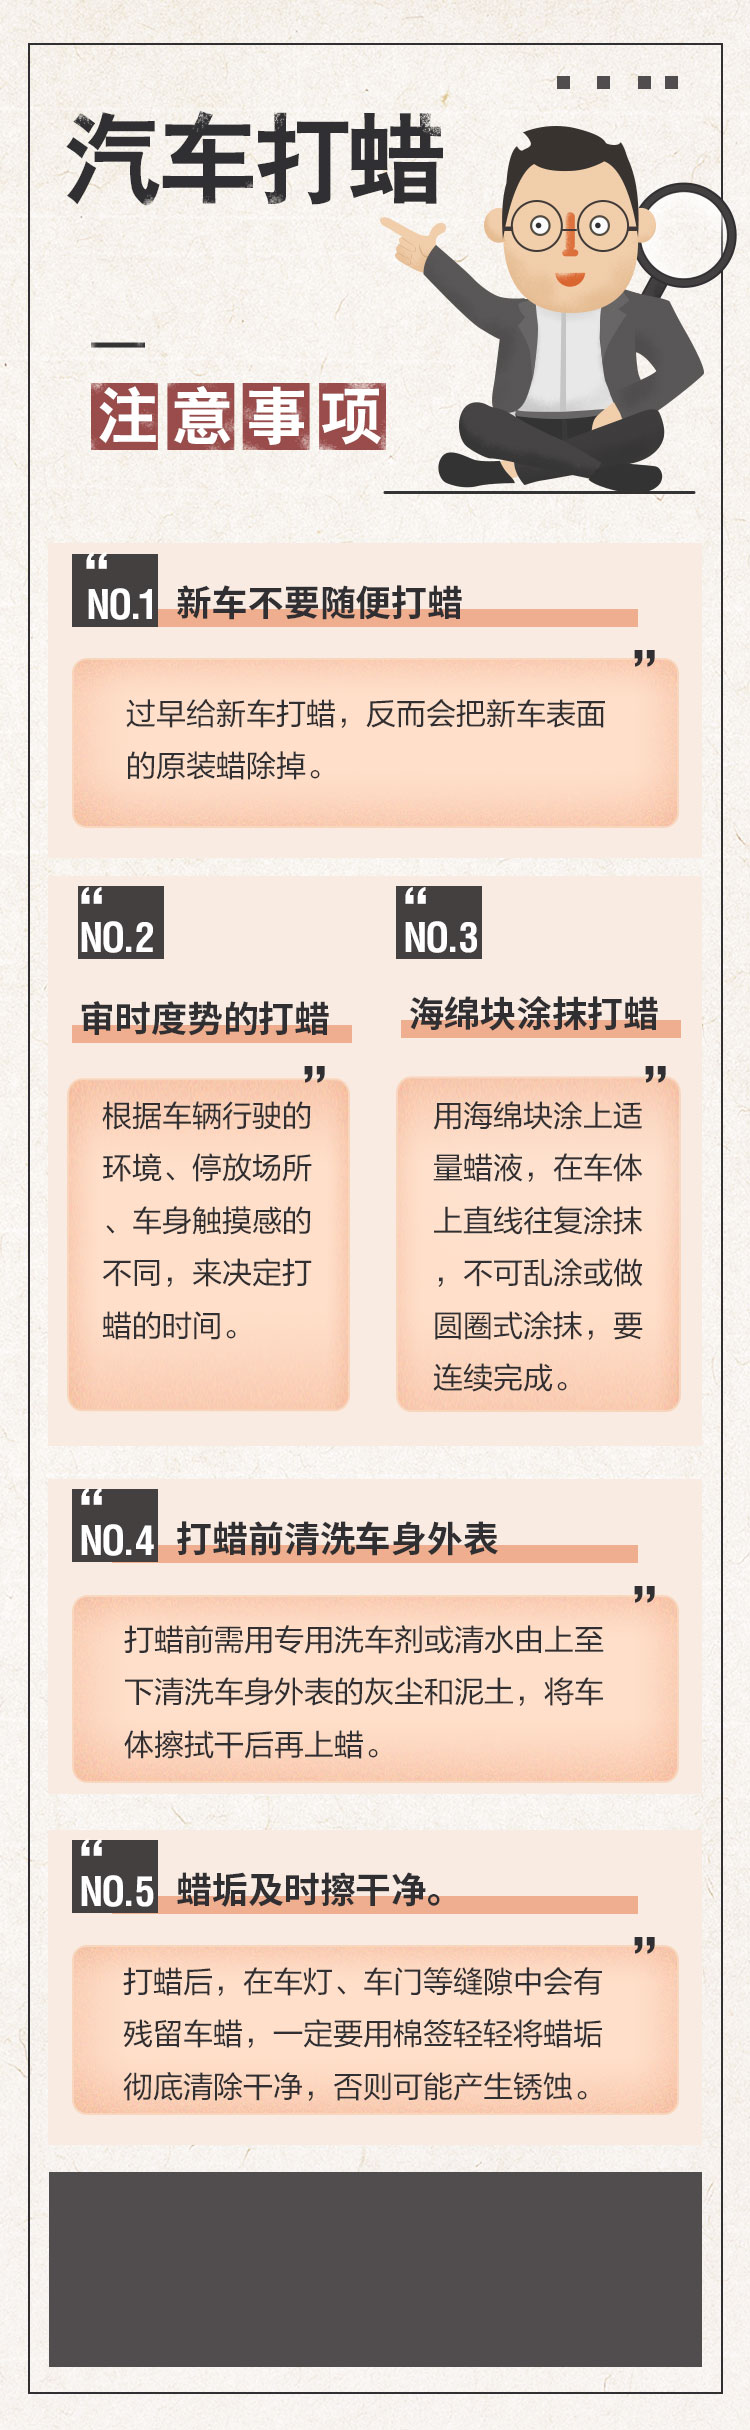 汽车打蜡
注意事项
“
NO.1
新车不要随便打蜡
”
过早给新车打蜡，反而会把新车表面
的原装蜡除掉。
“
NO.2
审时度势的打蜡
”
根据车辆行驶的
环境、停放场所
、车身触摸感的
不同，来决定打
蜡的时间。
“
NO.3
海绵块涂抹打蜡
”
用海绵块涂上适
量蜡液，在车体
上直线往复涂抹
，不可乱涂或做
圆圈式涂抹，要
连续完成。
“
NO.4
打蜡前清洗车身外表
”
打蜡前需用专用洗车剂或清水由上至
下清洗车身外表的灰尘和泥土，将车
体擦拭干后再上蜡。
“
NO.5
蜡垢及时擦干净。
”
打蜡后，在车灯、车门等缝隙中会有
残留车蜡，一定要用棉签轻轻将蜡垢
彻底清除干净，否则可能产生锈蚀。